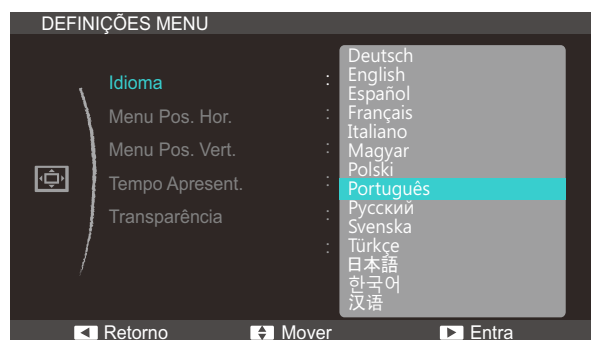 DEFINIÇÕES MENU
Idioma :
Menu Pos. Hor. :
Menu Pos. Vert. :
Tempo Apresent. :
Transparência :
:
Deutsch
English
Español
Français
Italiano
Magyar
Polski
Português
Русский
Svenska
Türkçe
日本語
한국어
汉语
Retorno Mover Entra